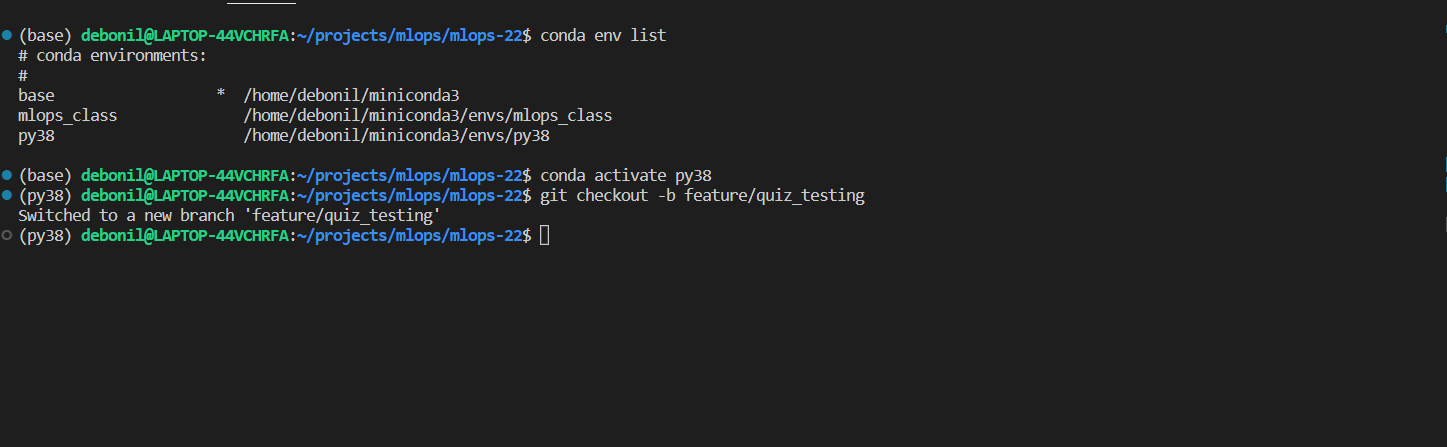 (base) debonil@LAPTOP-44VCHRFA:~/projects/mlops/mlops-22$ conda env list
# conda environments:
#
base                  *  /home/debonil/miniconda3
mlops_class              /home/debonil/miniconda3/envs/mlops_class
py38                     /home/debonil/miniconda3/envs/py38
(base) debonil@LAPTOP-44VCHRFA:~/projects/mlops/mlops-22$ conda activate py38
(py38) debonil@LAPTOP-44VCHRFA:~/projects/mlops/mlops-22$ git checkout -b feature/quiz_testing
Switched to a new branch 'feature/quiz_testing'
(py38) debonil@LAPTOP-44VCHRFA:~/projects/mlops/mlops-22$